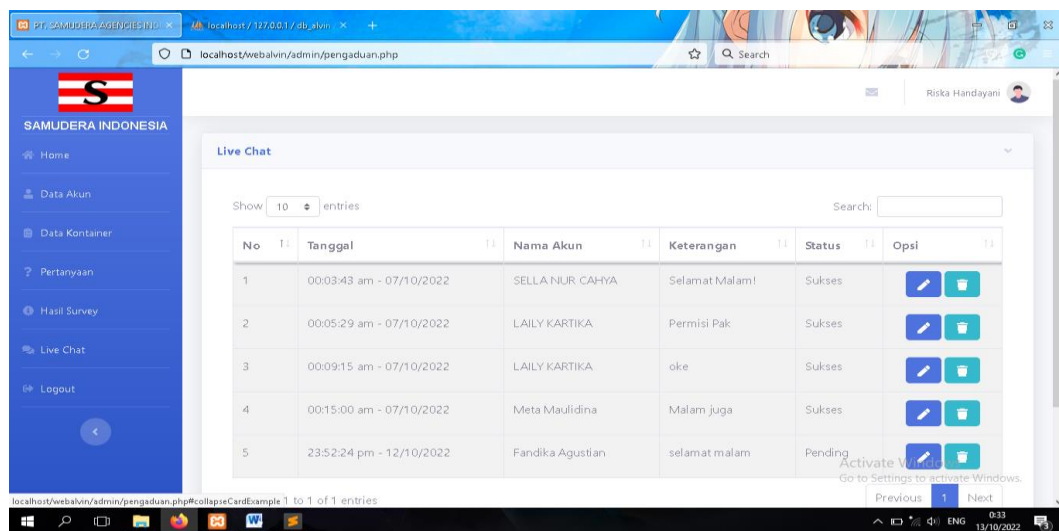 PT. SAMUDERA AGENCIES IND
localhost / 127.0.0.1 / db_alvin
localhost/webalvin/admin/pengaduan.php
Search
S
SAMUDERA INDONESIA
Riska Handayani
Home
Data Akun
Data Kontainer
Pertanyaan
Hasil Survey
Live Chat
Logout
Live Chat
Show 10 entries
Search:
No Tanggal Nama Akun Keterangan Status Opsi
1 00:03:43 am - 07/10/2022 SELLA NUR CAHYA Selamat Malam! Sukses
2 00:05:29 am - 07/10/2022 LAILY KARTIKA Permisi Pak Sukses
3 00:09:15 am - 07/10/2022 LAILY KARTIKA oke Sukses
4 00:15:00 am - 07/10/2022 Meta Maulidina Malam juga Sukses
5 23:52:24 pm - 12/10/2022 Fandika Agustian selamat malam Pending
Activate Windows
Go to Settings to activate Windows.
localhost/webalvin/admin/pengaduan.php#collapseCardExample 1 to 1 of 1 entries
Previous 1 Next
ENG
0:33
13/10/2022